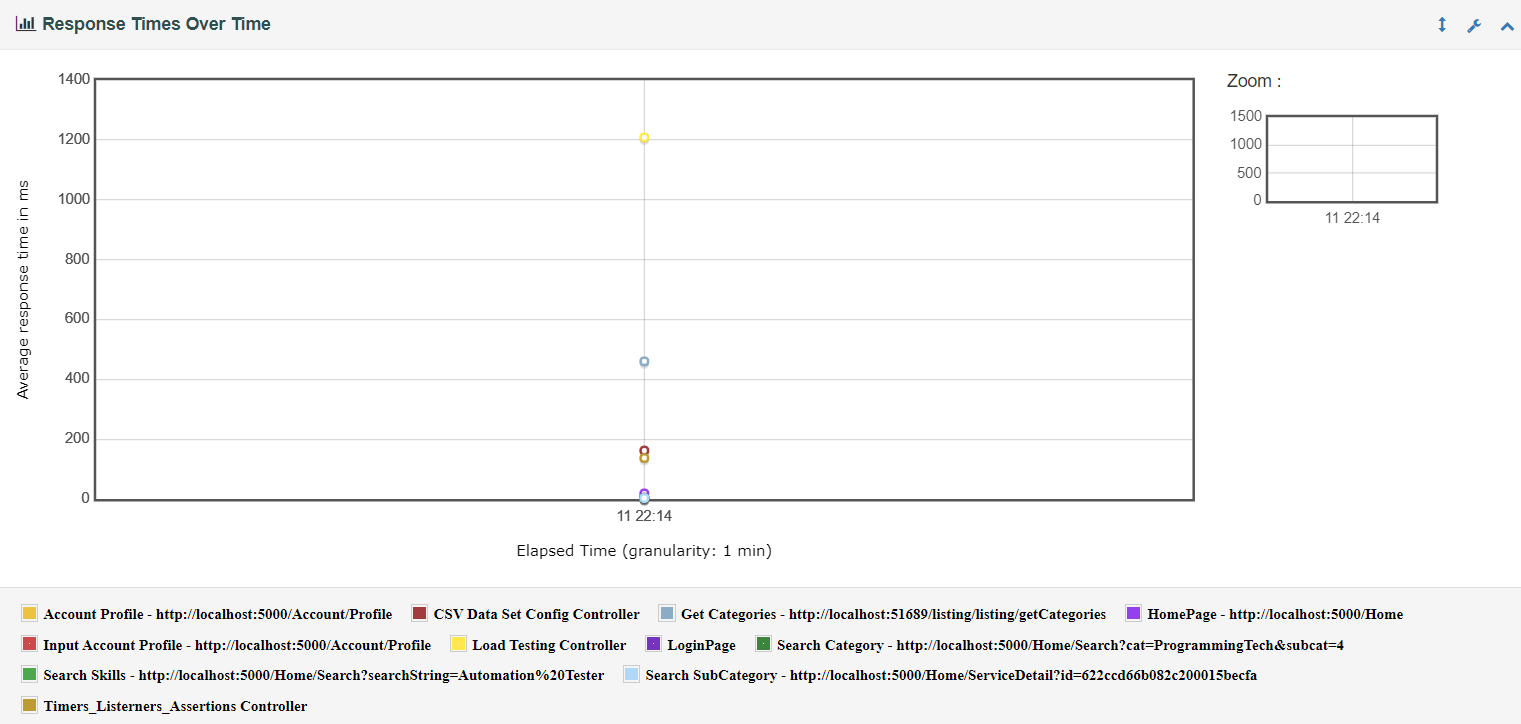 Response Times Over Time
1400
1200
1000
800
600
400
200
0
Average response time in ms
11 22:14
Elapsed Time (granularity: 1 min)
Zoom :
1500
1000
500
0
11 22:14
Account Profile - http://localhost:5000/Account/Profile CSV Data Set Config Controller Get Categories - http://localhost:51689/listing/listing/getCategories HomePage - http://localhost:5000/Home
Input Account Profile - http://localhost:5000/Account/Profile Load Testing Controller LoginPage Search Category - http://localhost:5000/Home/Search?cat=ProgrammingTech&subcat=4
Search Skills - http://localhost:5000/Home/Search?searchString=Automation%20Tester Search SubCategory - http://localhost:5000/Home/ServiceDetail?id=622ccd66b082c200015becfa
Timers_Listerners_Assertions Controller